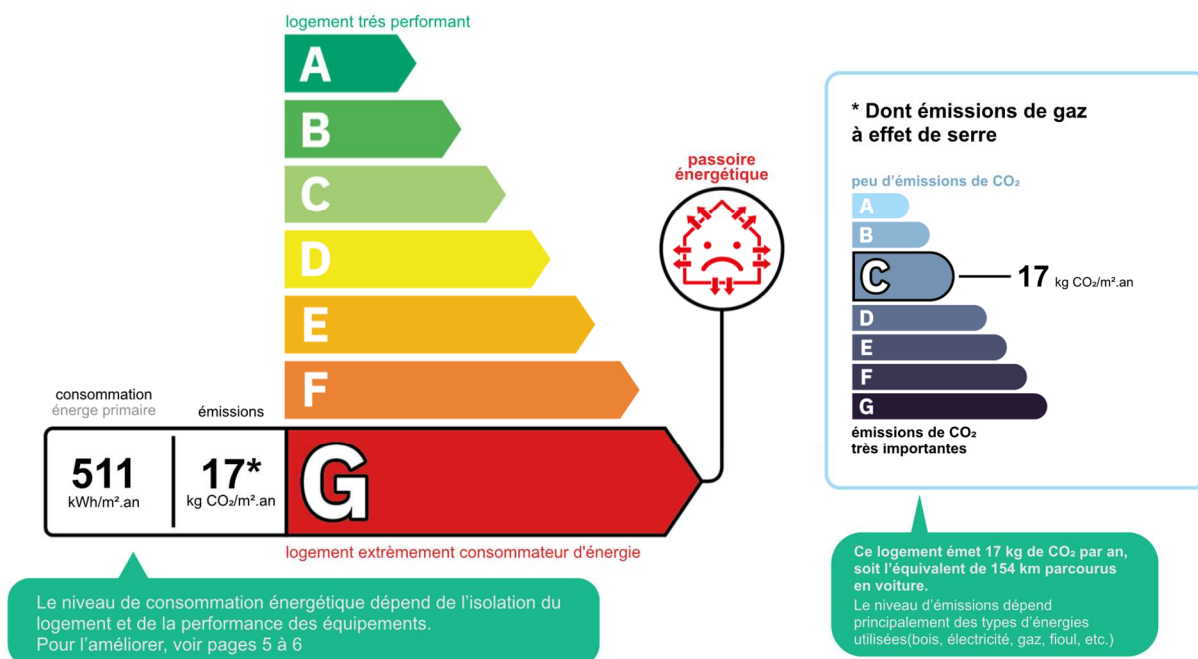 logement trés performant
A
B
C
D
E
F
G
passoire
énergétique
consommation
énerge primaire
émissions
511
kWh/m².an
17*
kg CO₂/m².an
logement extrèmement consommateur d'énergie
Le niveau de consommation énergétique dépend de l'isolation du
logement et de la performance des équipements.
Pour l'améliorer, voir pages 5 à 6
* Dont émissions de gaz
à effet de serre
peu d'émissions de CO₂
A
B
C
17 kg CO₂/m².an
D
E
F
G
émissions de CO₂
très importantes
Ce logement émet 17 kg de CO₂ par an,
soit l'équivalent de 154 km parcourus
en voiture.
Le niveau d'émissions dépend
principalement des types d'énergies
utilisées(bois, électricité, gaz, fioul, etc.)